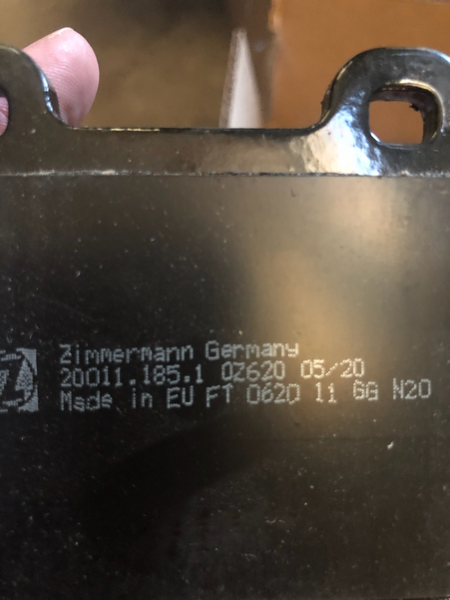 Zimmermann Germany
20011.185.1 0Z620 05/20
Made in EU FT 0620 11 GG N20